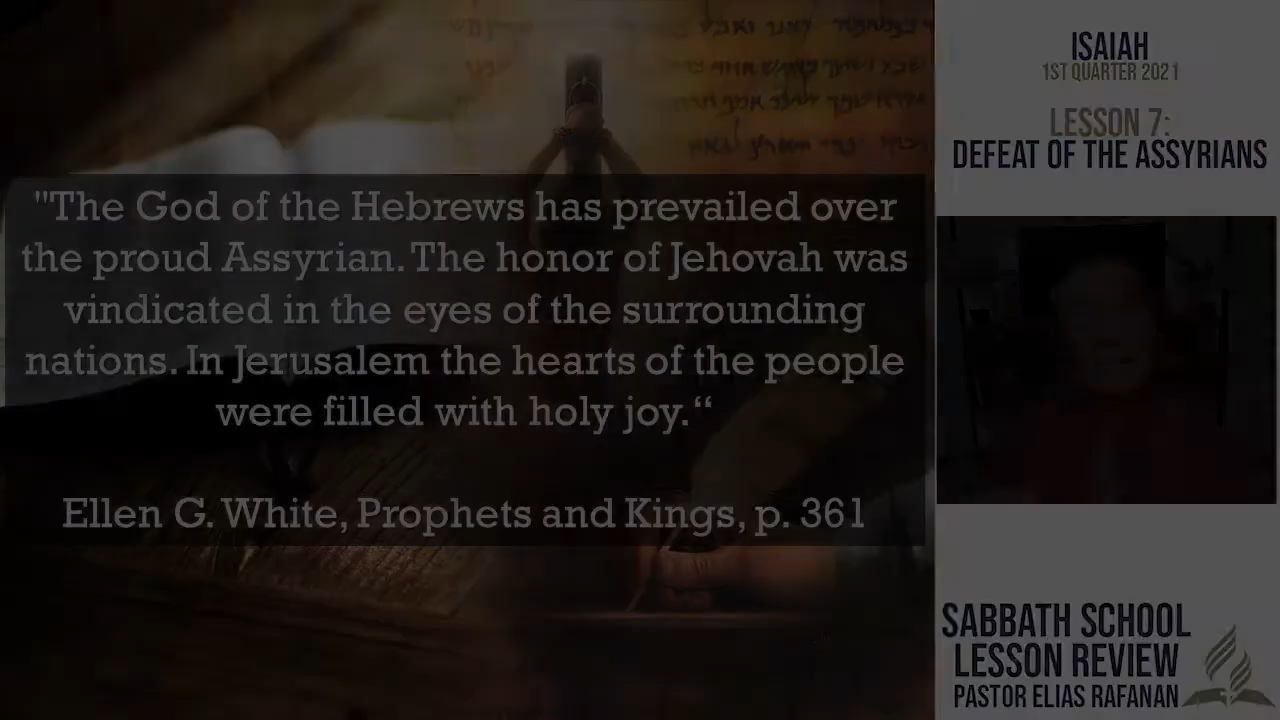 "The God of the Hebrews has prevailed over
the proud Assyrian. The honor of Jehovah was
vindicated in the eyes of the surrounding
nations. In Jerusalem the hearts of the people
were filled with holy joy.“
Ellen G. White, Prophets and Kings, p. 361
ISAIAH
1ST QUARTER 2021
LESSON 7:
DEFEAT OF THE ASSYRIANS
SABBATH SCHOOL
LESSON REVIEW
PASTOR ELIAS RAFANAN